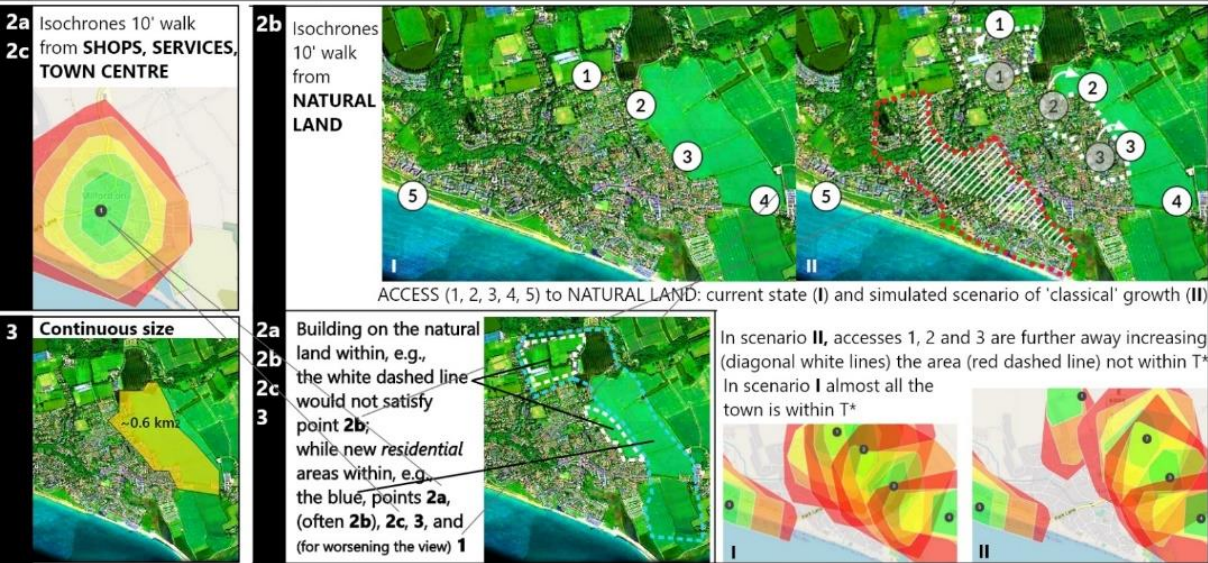 2a
2c
Isochrones 10' walk
from SHOPS, SERVICES,
TOWN CENTRE
1
2b
Isochrones
10' walk
from
NATURAL
LAND
1
2
3
4
5
I
1
1
2
2
3
3
4
5
II
ACCESS (1, 2, 3, 4, 5) to NATURAL LAND: current state (I) and simulated scenario of 'classical' growth (II)
3
Continuous size
~0.6 km2
2a
2b
2c
3
Building on the natural
land within, e.g.,
the white dashed line
would not satisfy
point 2b;
while new residential
areas within, e.g.,
the blue, points 2a,
(often 2b), 2c, 3, and
(for worsening the view) 1
In scenario II, accesses 1, 2 and 3 are further away increasing
(diagonal white lines) the area (red dashed line) not within T*
In scenario I almost all the
town is within T*
I
II